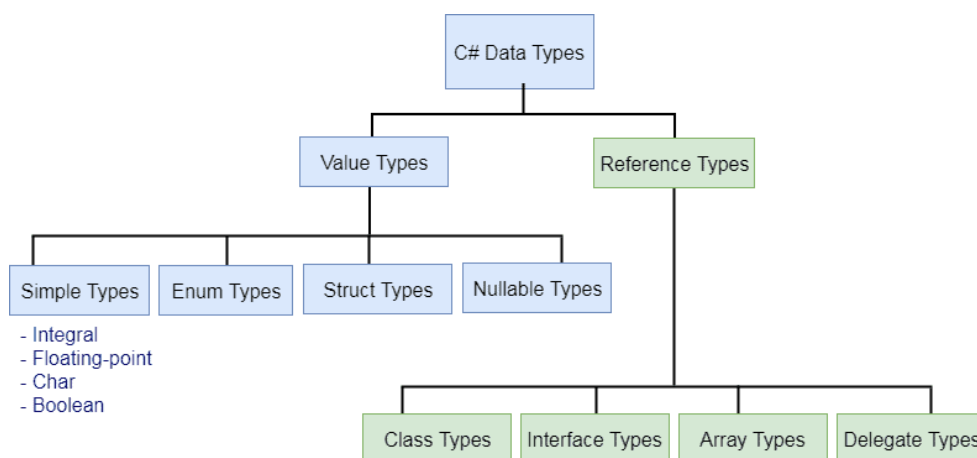 C# Data Types
Value Types
Reference Types
Simple Types
Enum Types
Struct Types
Nullable Types
- Integral
- Floating-point
- Char
- Boolean
Class Types
Interface Types
Array Types
Delegate Types